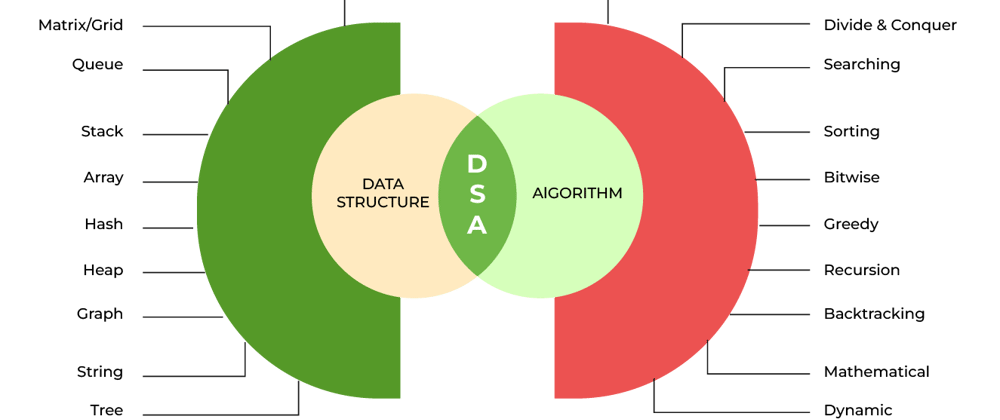 Matrix/Grid
Queue
Stack
Array
Hash
Heap
Graph
String
Tree
DATA
STRUCTURE
D
S
A
ALGORITHM
Divide & Conquer
Searching
Sorting
Bitwise
Greedy
Recursion
Backtracking
Mathematical
Dynamic